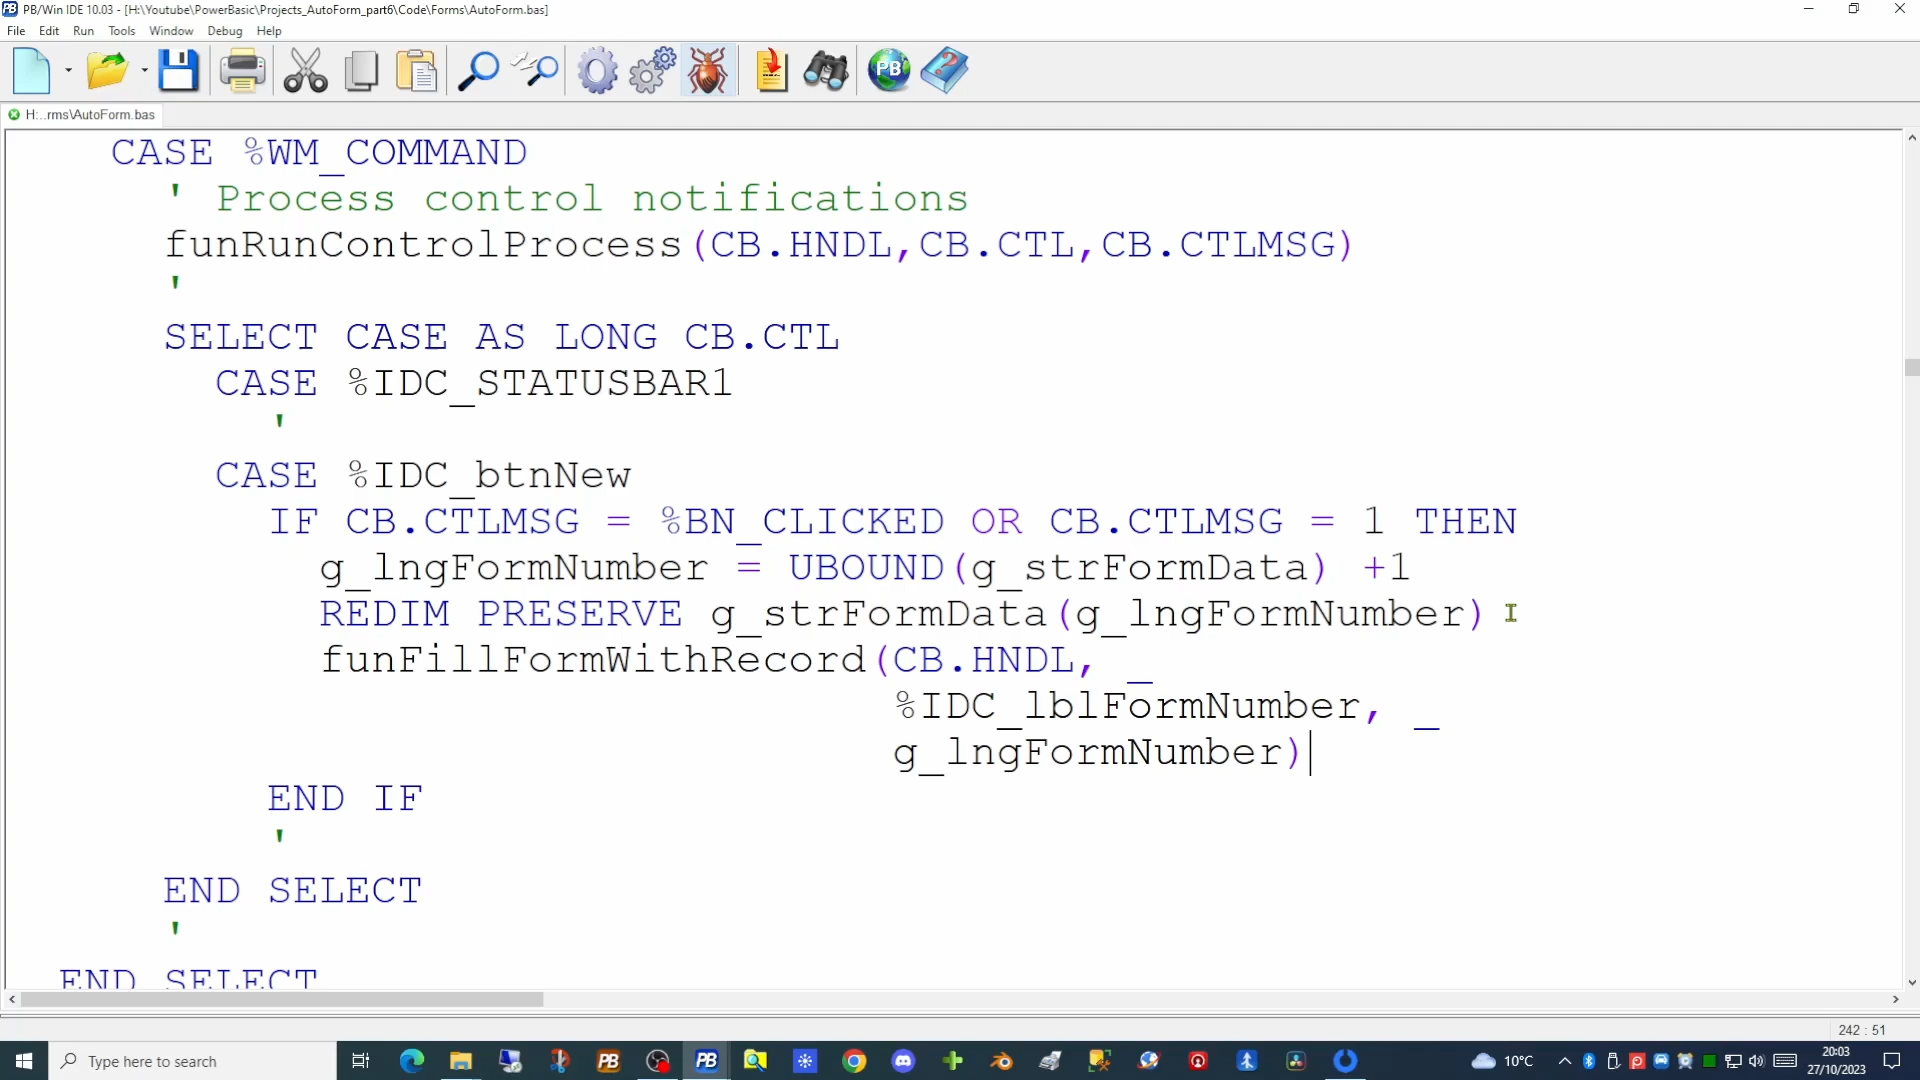 PB/Win IDE 10.03 - [H:\Youtube\PowerBasic\Projects_AutoForm_part6\Code\Forms\AutoForm.bas]
File Edit Run Tools Window Debug Help
PB
H:..rms\AutoForm.bas
CASE %WM_COMMAND
' Process control notifications
funRunControlProcess(CB.HNDL,CB.CTL,CB.CTLMSG)
'
SELECT CASE AS LONG CB.CTL
CASE %IDC_STATUSBAR1
'
CASE %IDC_btnNew
IF CB.CTLMSG = %BN_CLICKED OR CB.CTLMSG = 1 THEN
g_lngFormNumber = UBOUND(g_strFormData) +1
REDIM PRESERVE g_strFormData(g_lngFormNumber)
funFillFormWithRecord(CB.HNDL, _
%IDC_lblFormNumber, _
g_lngFormNumber)
END IF
'
END SELECT
'
END SELECT
242 : 51
Type here to search
PB
PB
10°C
20:03
27/10/2023